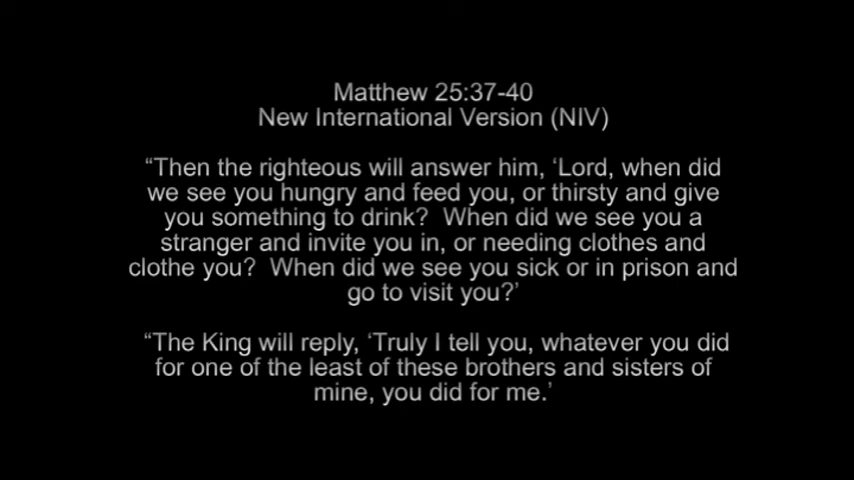 Matthew 25:37-40
New International Version (NIV)
“Then the righteous will answer him, ‘Lord, when did
we see you hungry and feed you, or thirsty and give
you something to drink?  When did we see you a
stranger and invite you in, or needing clothes and
clothe you?  When did we see you sick or in prison and
go to visit you?’
“The King will reply, ‘Truly I tell you, whatever you did
for one of the least of these brothers and sisters of
mine, you did for me.’